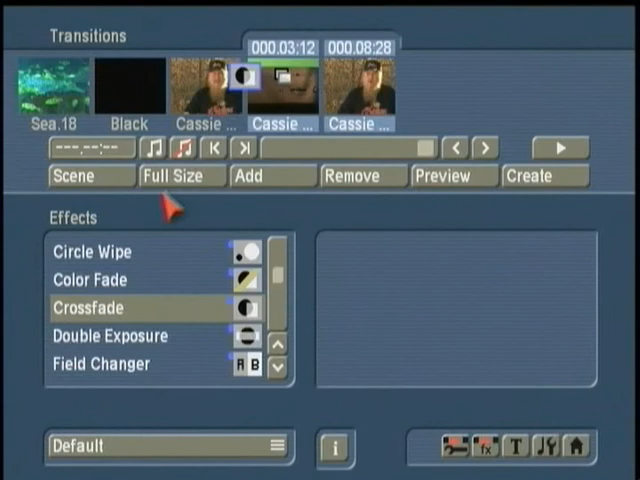 Transitions
000.03:12 000.08:28
Sea.18 Black Cassie ... Cassie ... Cassie ...
---.--:--
Scene Full Size Add Remove Preview Create
Effects
Circle Wipe
Color Fade
Crossfade
Double Exposure
Field Changer A B
Default i fx T